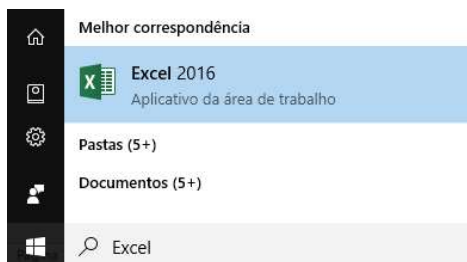 Melhor correspondência
Excel 2016
Aplicativo da área de trabalho
Pastas (5+)
Documentos (5+)
Excel